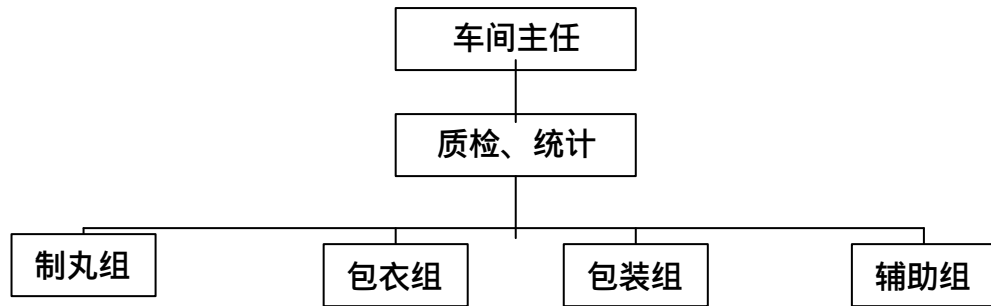 车间主任
质检、统计
制丸组
包衣组
包装组
辅助组